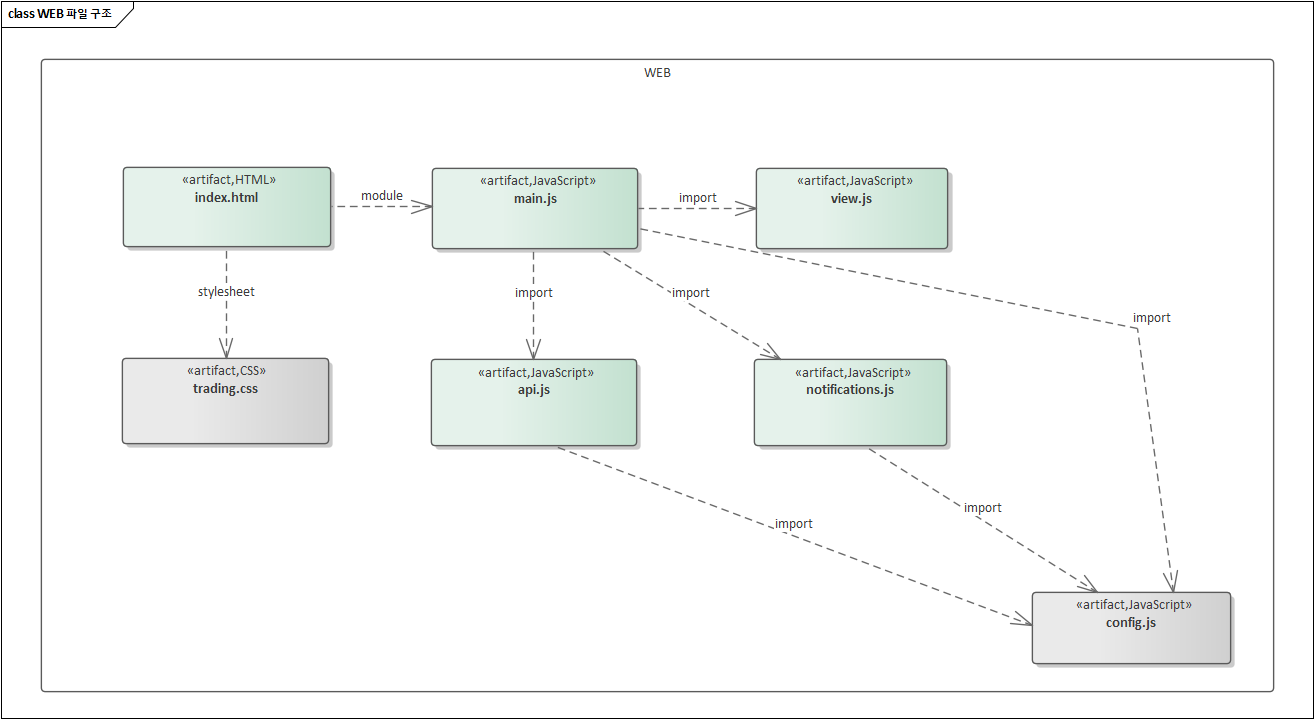 class WEB 파일 구조
WEB
«artifact,HTML»
index.html
module
«artifact,JavaScript»
main.js
import
«artifact,JavaScript»
view.js
stylesheet
import
import
import
«artifact,CSS»
trading.css
«artifact,JavaScript»
api.js
«artifact,JavaScript»
notifications.js
import
import
«artifact,JavaScript»
config.js